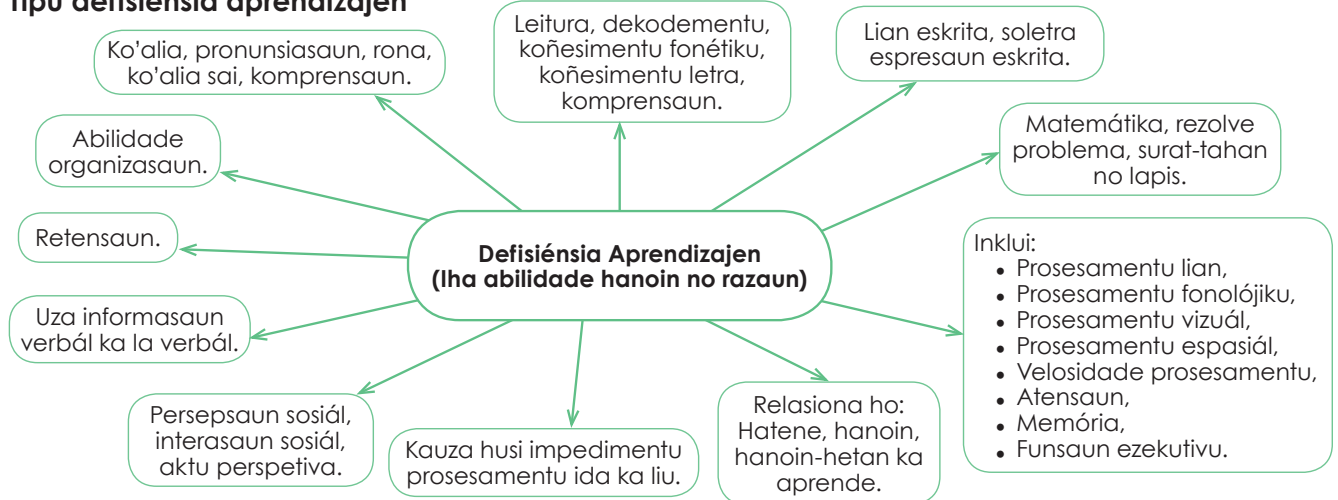 Tipu defisiénsia aprendizajen
Ko'alia, pronunsiasaun, rona,
ko'alia sai, komprensaun.
Leitura, dekodementu,
koñesimentu fonétiku,
koñesimentu letra,
komprensaun.
Lian eskrita, soletra
espresaun eskrita.
Abilidade
organizasaun.
Matemátika, rezolve
problema, surat-tahan
no lapis.
Retensaun.
Defisiénsia Aprendizajen
(Iha abilidade hanoin no razaun)
Inklui:
• Prosesamentu lian,
• Prosesamentu fonolójiku,
• Prosesamentu vizuál,
• Prosesamentu espasiál,
• Velosidade prosesamentu,
• Atensaun,
• Memória,
• Funsaun ezekutivu.
Uza informasaun
verbál ka la verbál.
Persepsaun sosiál,
interasaun sosiál,
aktu perspetiva.
Kauza husi impedimentu
prosesamentu ida ka liu.
Relasiona ho:
Hatene, hanoin,
hanoin-hetan ka
aprende.